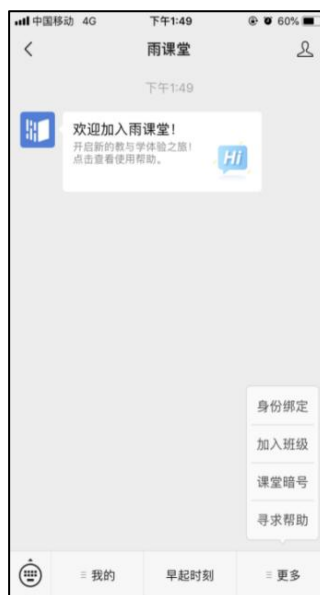 中国移动 4G 下午1:49 60%
雨课堂
下午1:49
欢迎加入雨课堂！
开启新的教与学体验之旅！
点击查看使用帮助。
Hi
身份绑定
加入班级
课堂暗号
寻求帮助
我的 早起时刻 更多